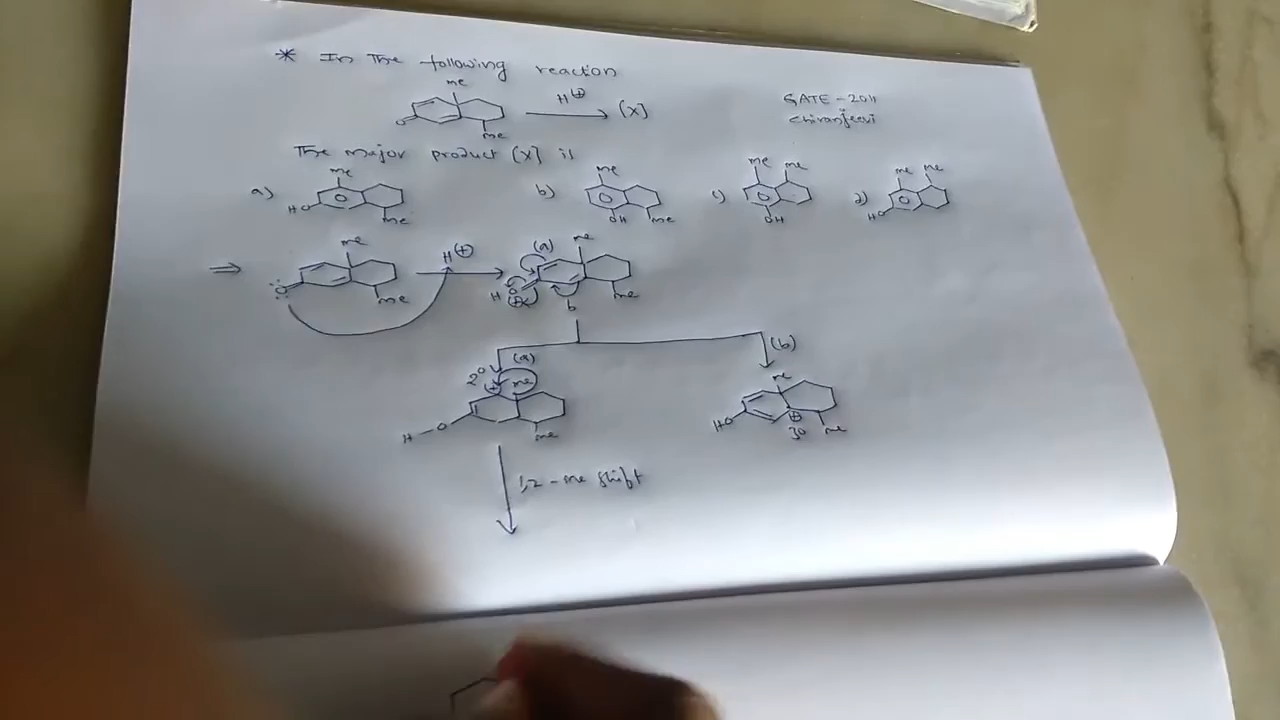 * In The following reaction
me
H⊕
(X)
me
GATE - 2011
chiranjeevi
The major product (X) is
a) me HO me
b) me OH me
c) me me OH
d) me me HO
⇒ me :O: me
H⊕
(a) me H O ⊕ me
b
(a)
(b)
2° ⊕ me
H - O me
me HO ⊕ 3° me
1,2 - me shift